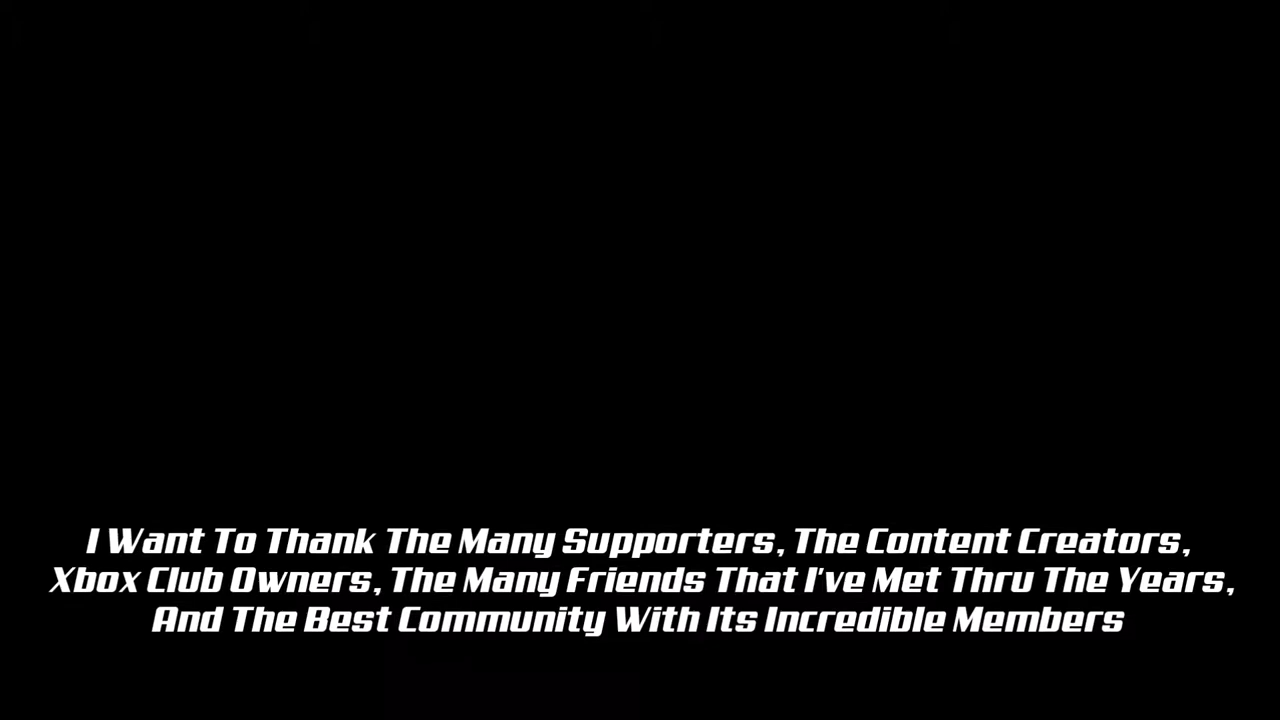 I Want To Thank The Many Supporters, The Content Creators,
Xbox Club Owners, The Many Friends That I've Met Thru The Years,
And The Best Community With Its Incredible Members